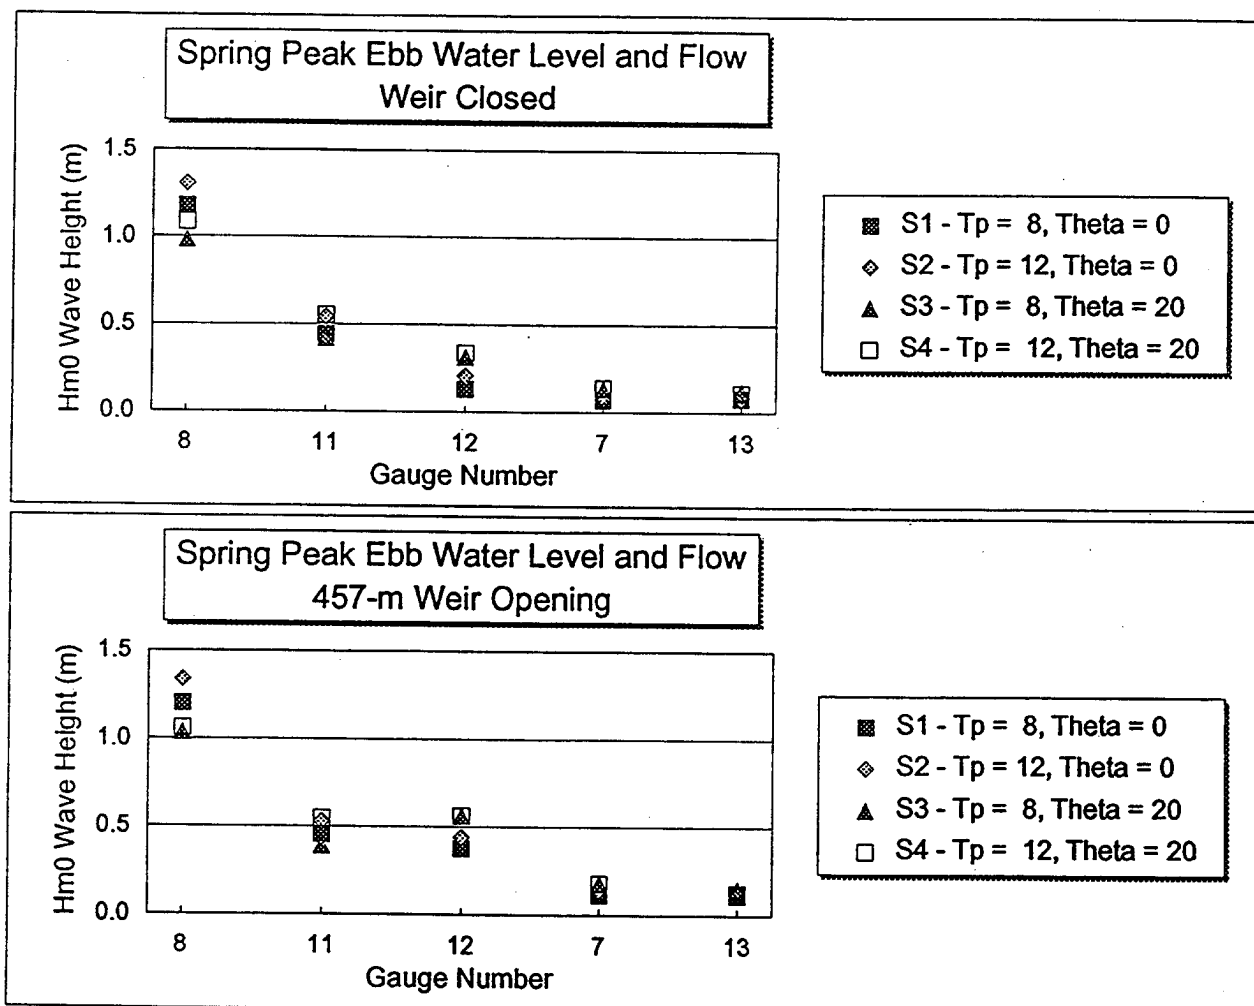 Spring Peak Ebb Water Level and Flow
Weir Closed
Hm0 Wave Height (m)
1.5
1.0
0.5
0.0
8 11 12 7 13
Gauge Number
S1 - Tp = 8, Theta = 0
S2 - Tp = 12, Theta = 0
S3 - Tp = 8, Theta = 20
S4 - Tp = 12, Theta = 20
Spring Peak Ebb Water Level and Flow
457-m Weir Opening
Hm0 Wave Height (m)
1.5
1.0
0.5
0.0
8 11 12 7 13
Gauge Number
S1 - Tp = 8, Theta = 0
S2 - Tp = 12, Theta = 0
S3 - Tp = 8, Theta = 20
S4 - Tp = 12, Theta = 20